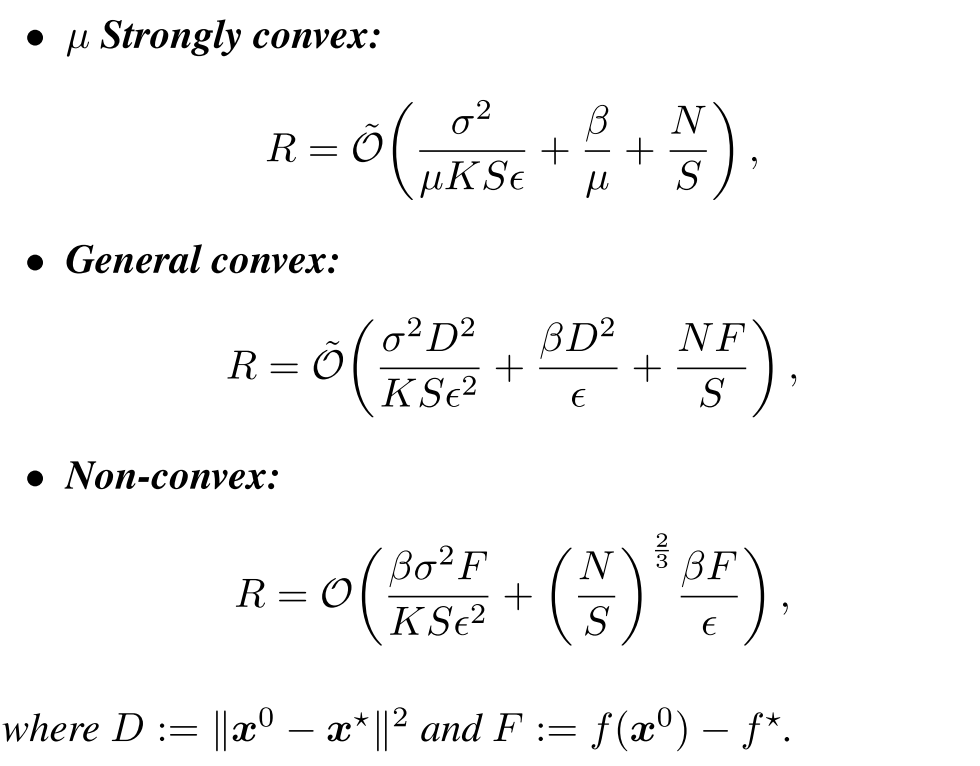 • μ Strongly convex:
R = Õ(σ²/(μKSϵ) + β/μ + N/S) ,
• General convex:
R = Õ(σ²D²/(KSϵ²) + βD²/ϵ + NF/S) ,
• Non-convex:
R = O(βσ²F/(KSϵ²) + (N/S)^(2/3) βF/ϵ) ,
where D := ‖x⁰ − x⋆‖² and F := f(x⁰) − f⋆.